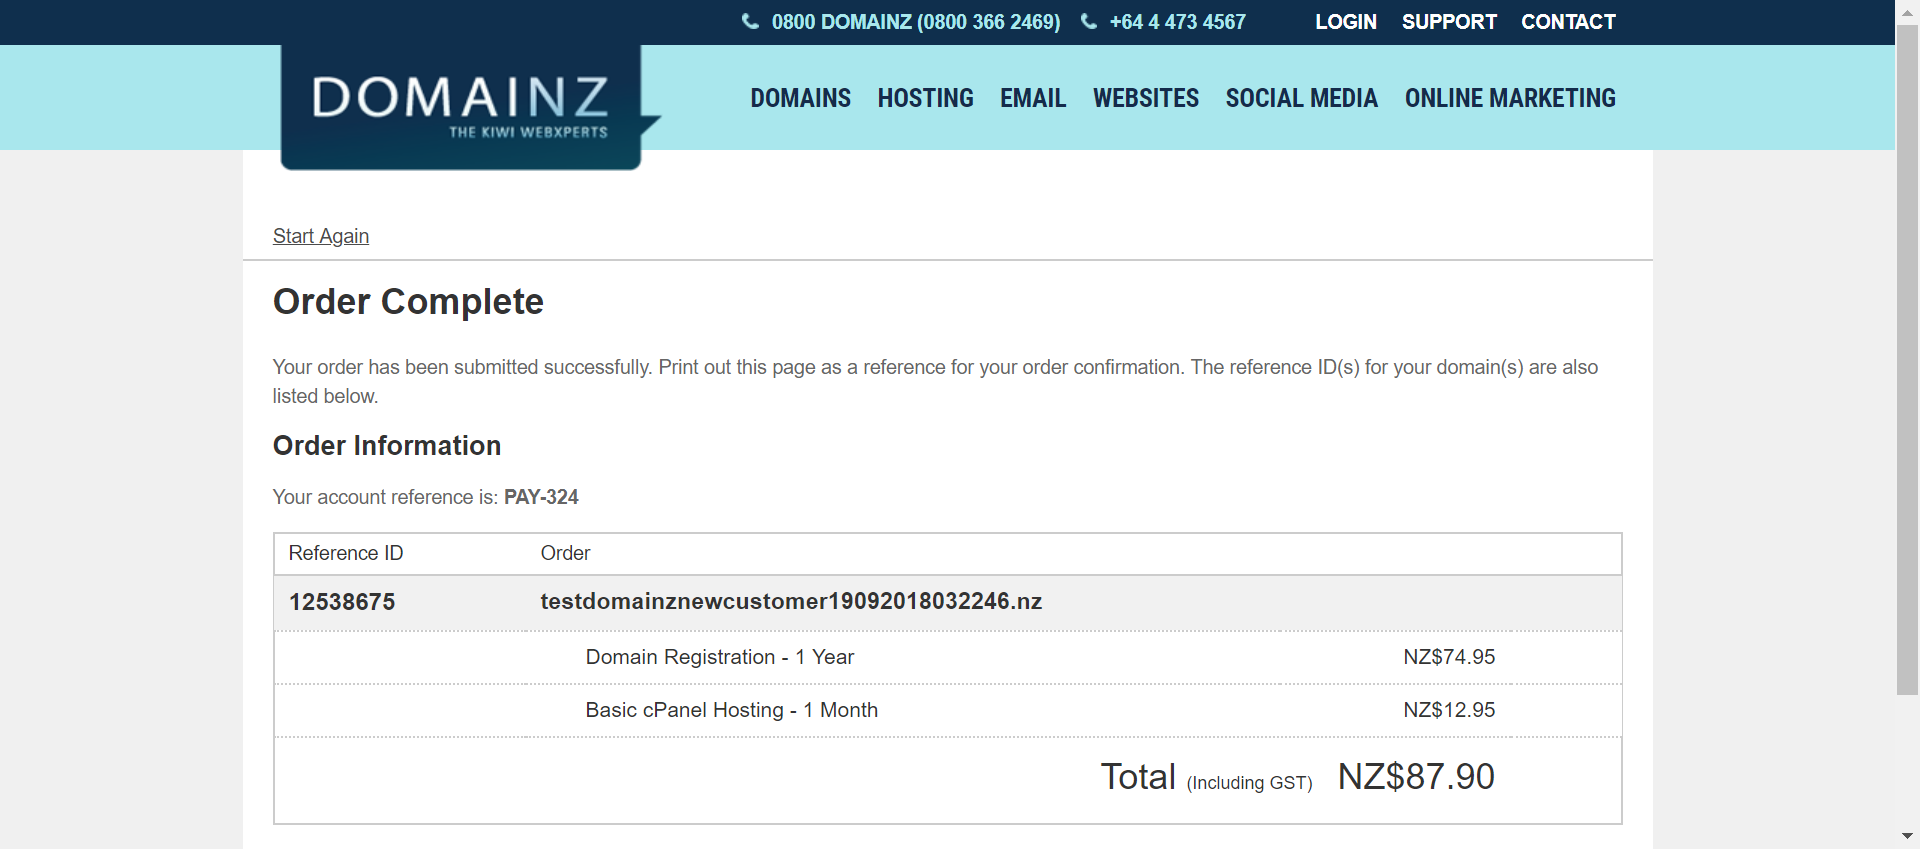 0800 DOMAINZ (0800 366 2469) +64 4 473 4567 LOGIN SUPPORT CONTACT
DOMAINZ
THE KIWI WEBXPERTS
DOMAINS HOSTING EMAIL WEBSITES SOCIAL MEDIA ONLINE MARKETING
Start Again
Order Complete
Your order has been submitted successfully. Print out this page as a reference for your order confirmation. The reference ID(s) for your domain(s) are also
listed below.
Order Information
Your account reference is: PAY-324
Reference ID Order
12538675 testdomainznewcustomer19092018032246.nz
Domain Registration - 1 Year NZ$74.95
Basic cPanel Hosting - 1 Month NZ$12.95
Total (Including GST) NZ$87.90